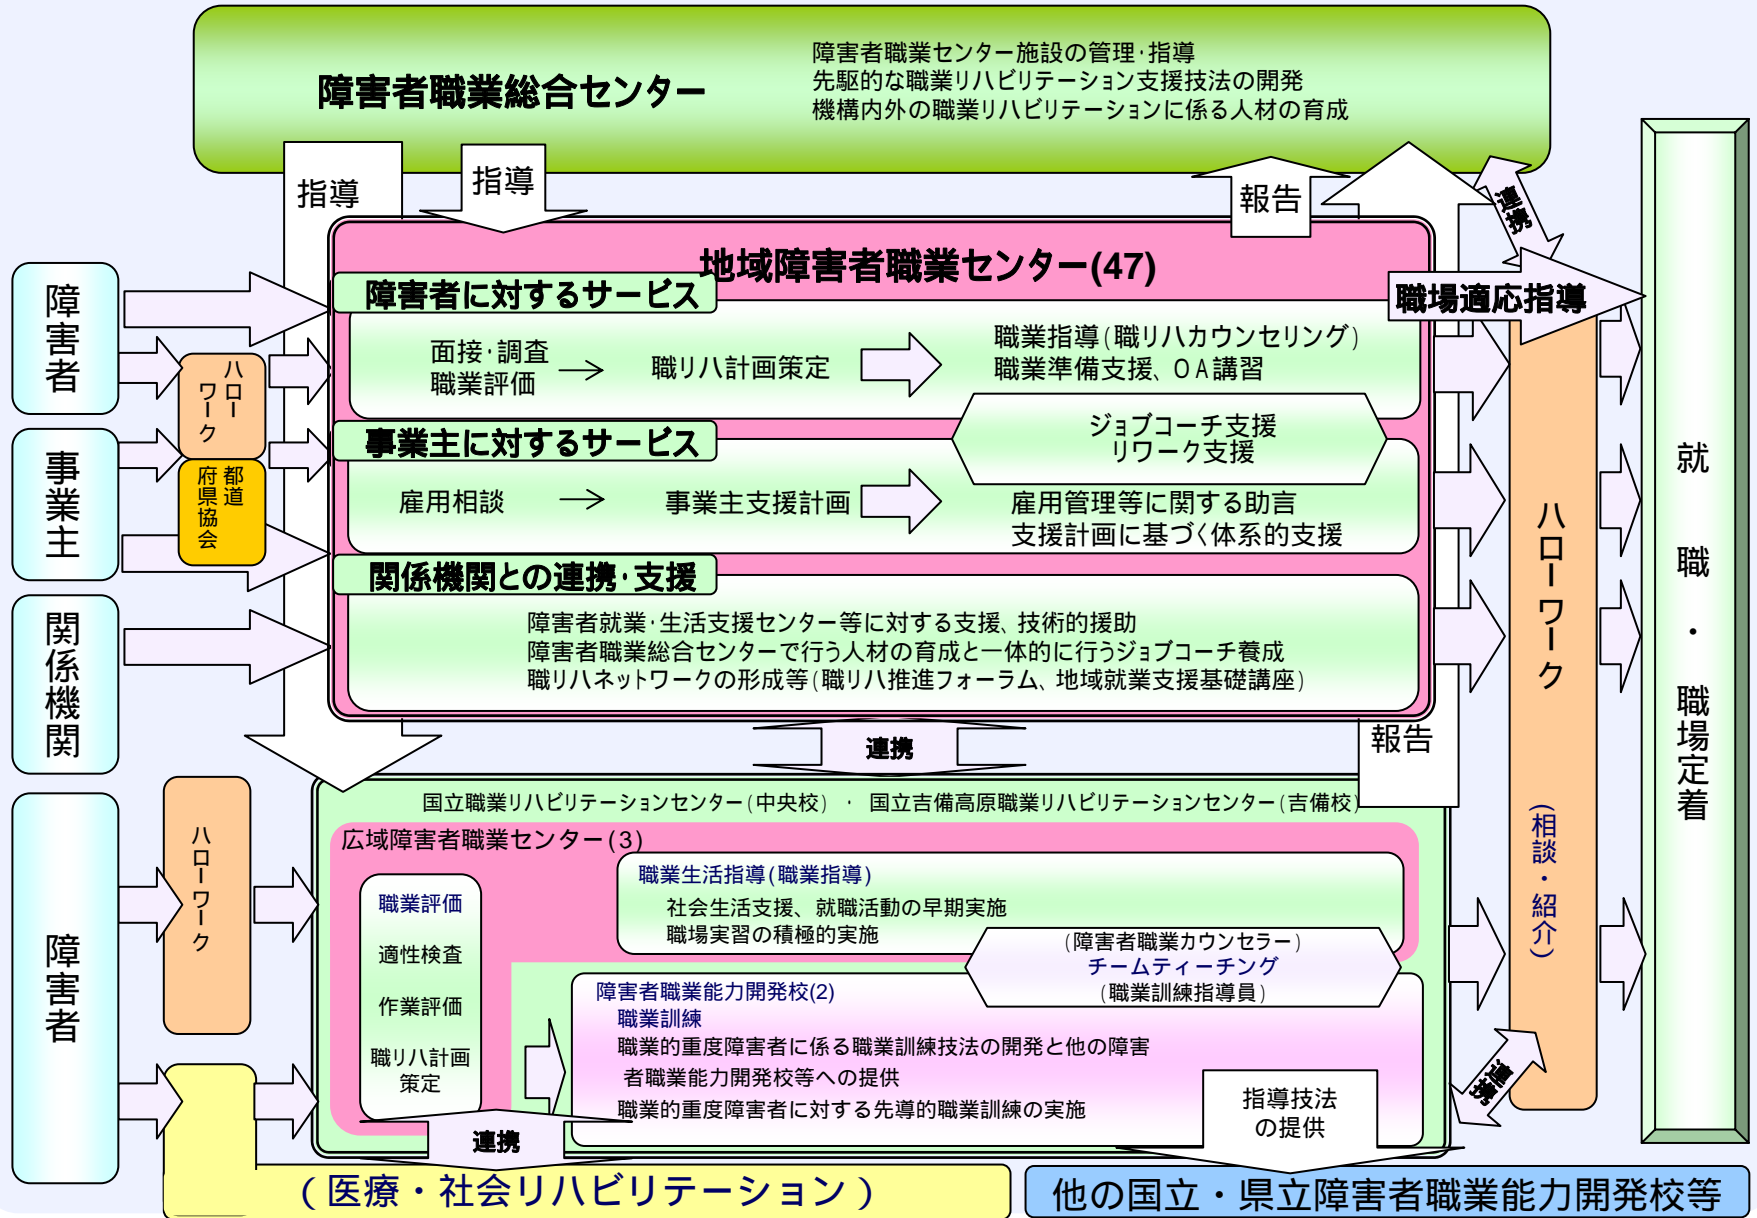 障害者職業総合センター
障害者職業センター施設の管理・指導
先駆的な職業リハビリテーション支援技法の開発
機構内外の職業リハビリテーションに係る人材の育成
指導
指導
報告
連携
地域障害者職業センター(47)
障害者に対するサービス
職場適応指導
面接・調査
職業評価
職リハ計画策定
職業指導(職リハカウンセリング)
職業準備支援、OA講習
ジョブコーチ支援
リワーク支援
事業主に対するサービス
雇用相談
事業主支援計画
雇用管理等に関する助言
支援計画に基づく体系的支援
関係機関との連携・支援
障害者就業・生活支援センター等に対する支援、技術的援助
障害者職業総合センターで行う人材の育成と一体的に行うジョブコーチ養成
職リハネットワークの形成等(職リハ推進フォーラム、地域就業支援基礎講座)
障害者
ハロー
ワーク
事業主
都道
府県協会
関係機関
連携
報告
ハローワーク
(相談・紹介)
就職・職場定着
障害者
ハローワーク
国立職業リハビリテーションセンター(中央校) ・ 国立吉備高原職業リハビリテーションセンター(吉備校)
広域障害者職業センター(3)
職業評価
適性検査
作業評価
職リハ計画
策定
職業生活指導(職業指導)
社会生活支援、就職活動の早期実施
職場実習の積極的実施
(障害者職業カウンセラー)
チームティーチング
(職業訓練指導員)
障害者職業能力開発校(2)
職業訓練
職業的重度障害者に係る職業訓練技法の開発と他の障害
者職業能力開発校等への提供
職業的重度障害者に対する先導的職業訓練の実施
連携
指導技法
の提供
連携
(医療・社会リハビリテーション)
他の国立・県立障害者職業能力開発校等